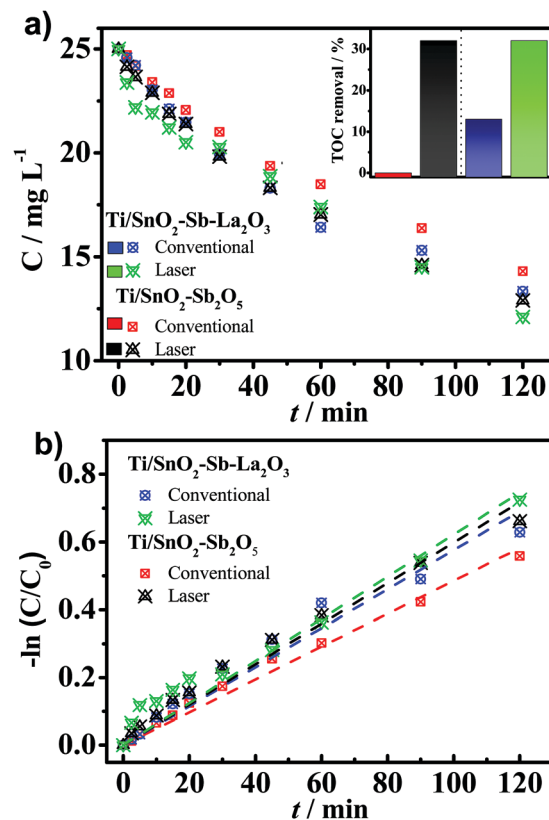 a)
25
20
15
10
C / mg L⁻¹
30
20
10
0
TOC removal / %
Ti/SnO₂-Sb-La₂O₃
Conventional
Laser
Ti/SnO₂-Sb₂O₅
Conventional
Laser
0 20 40 60 80 100 120
t / min
b)
0.8
0.6
0.4
0.2
0.0
-ln (C/C₀)
Ti/SnO₂-Sb-La₂O₃
Conventional
Laser
Ti/SnO₂-Sb₂O₅
Conventional
Laser
0 20 40 60 80 100 120
t / min